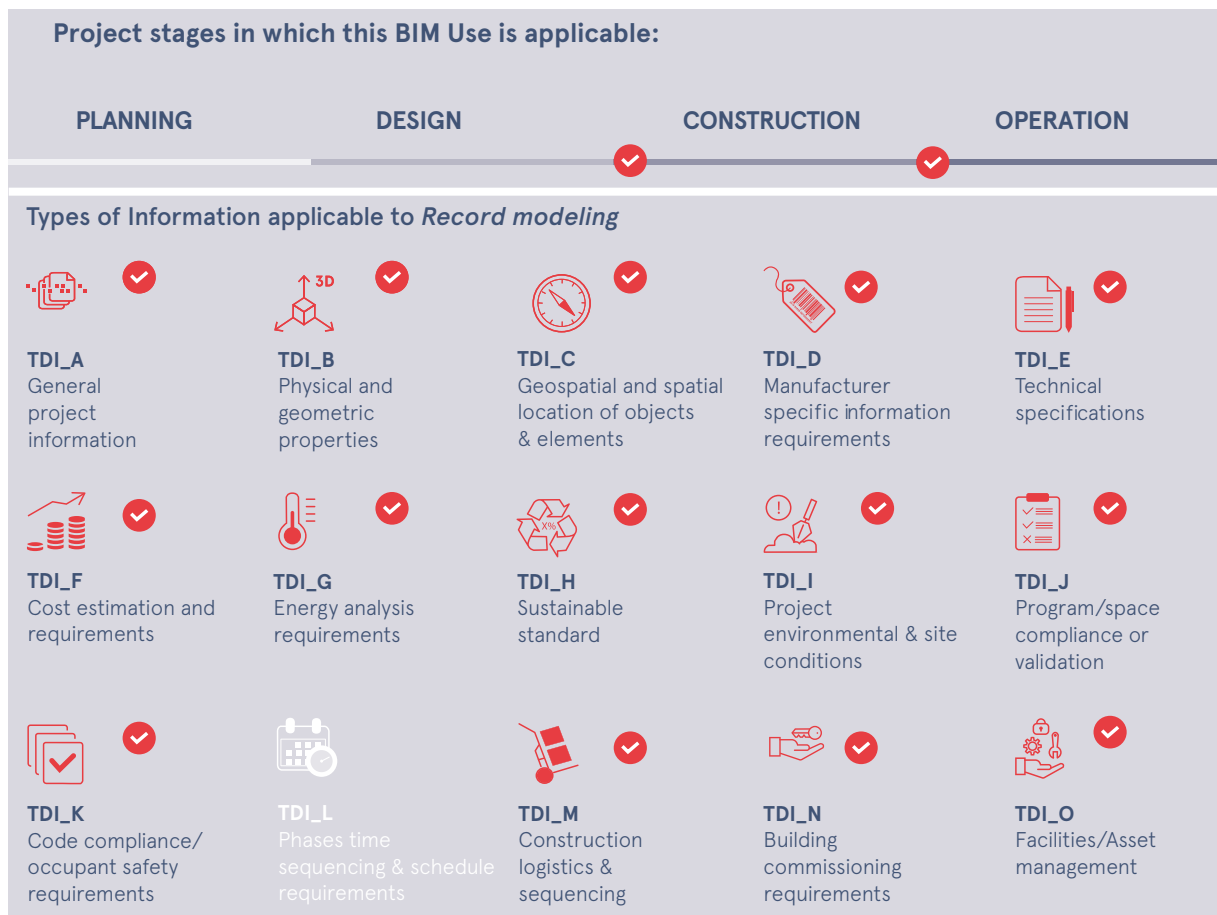 Project stages in which this BIM Use is applicable:
PLANNING
DESIGN
CONSTRUCTION
OPERATION
Types of Information applicable to Record modeling
3D
TDI_A
General
project
information
TDI_B
Physical and
geometric
properties
TDI_C
Geospatial and spatial
location of objects
& elements
TDI_D
Manufacturer
specific information
requirements
TDI_E
Technical
specifications
X%
TDI_F
Cost estimation and
requirements
TDI_G
Energy analysis
requirements
TDI_H
Sustainable
standard
TDI_I
Project
environmental & site
conditions
TDI_J
Program/space
compliance or
validation
TDI_K
Code compliance/
occupant safety
requirements
TDI_L
Phases time
sequencing & schedule
requirements
TDI_M
Construction
logistics &
sequencing
TDI_N
Building
commissioning
requirements
TDI_O
Facilities/Asset
management